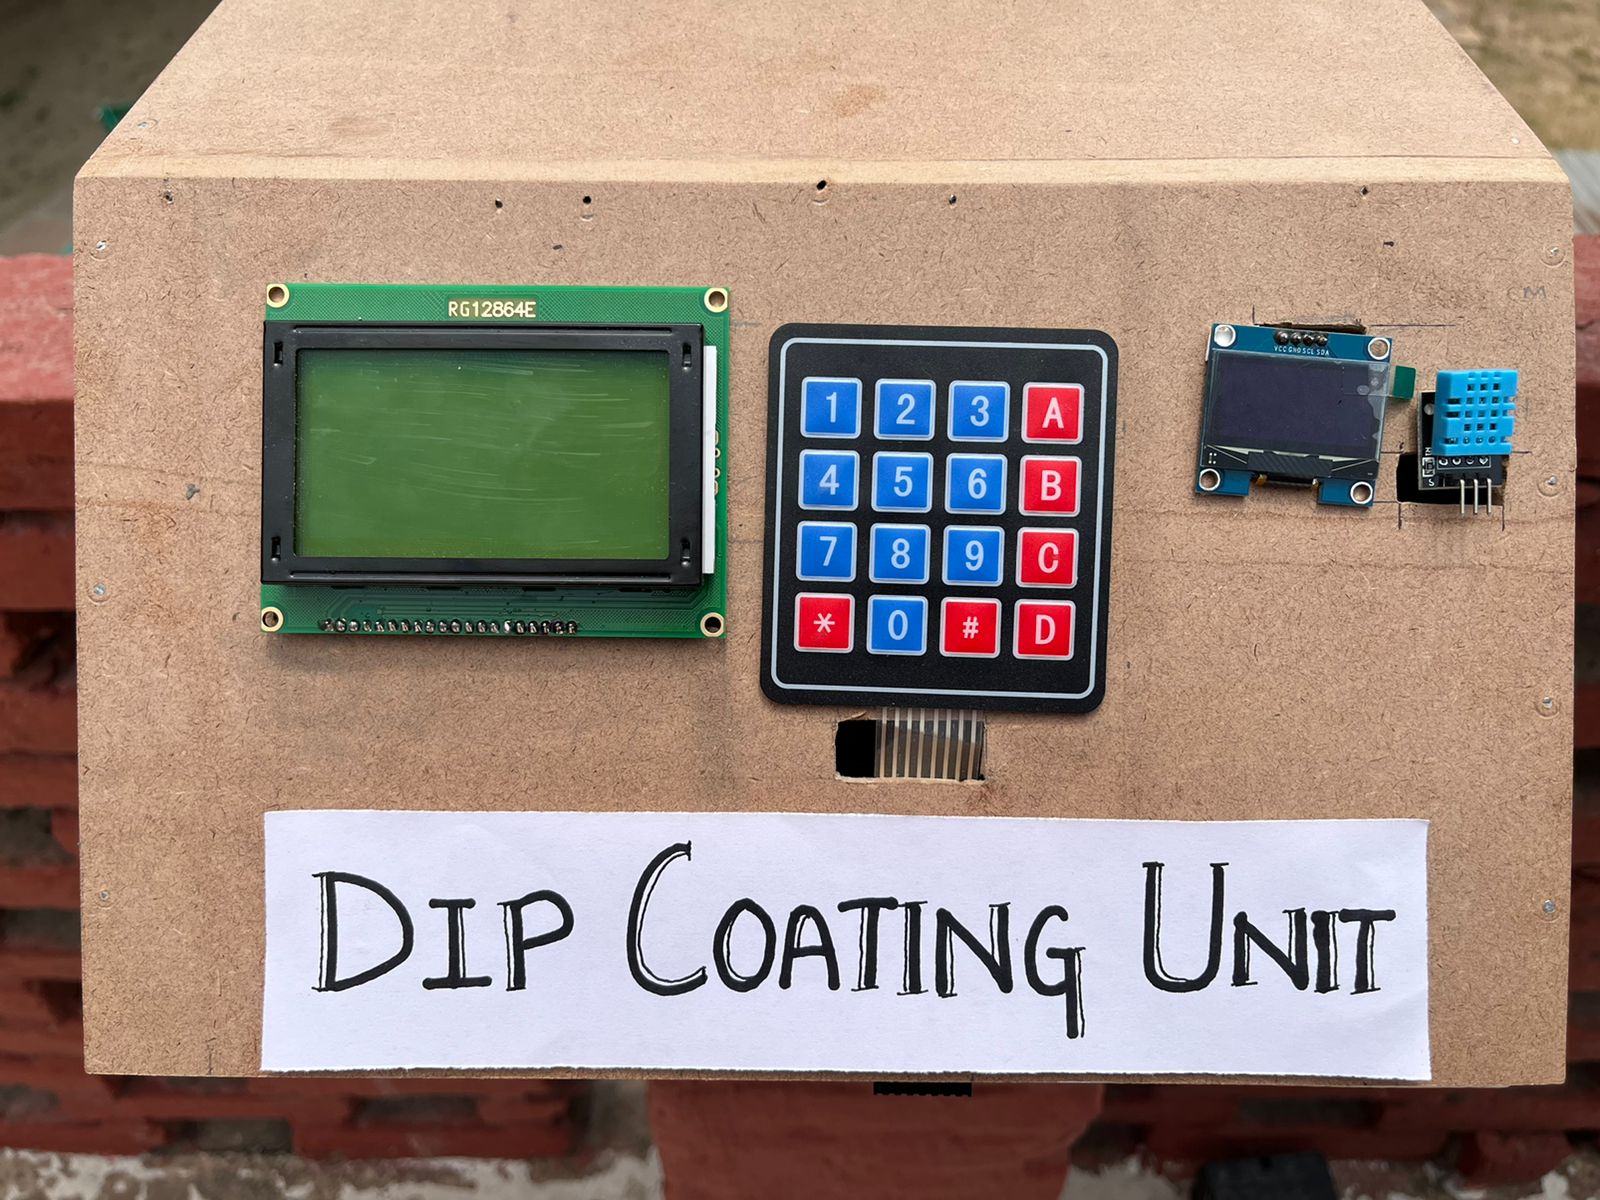 RG12864E
VCC GND SCL SDA
1 2 3 A
4 5 6 B
7 8 9 C
* 0 # D
S
M
DIP COATING UNIT